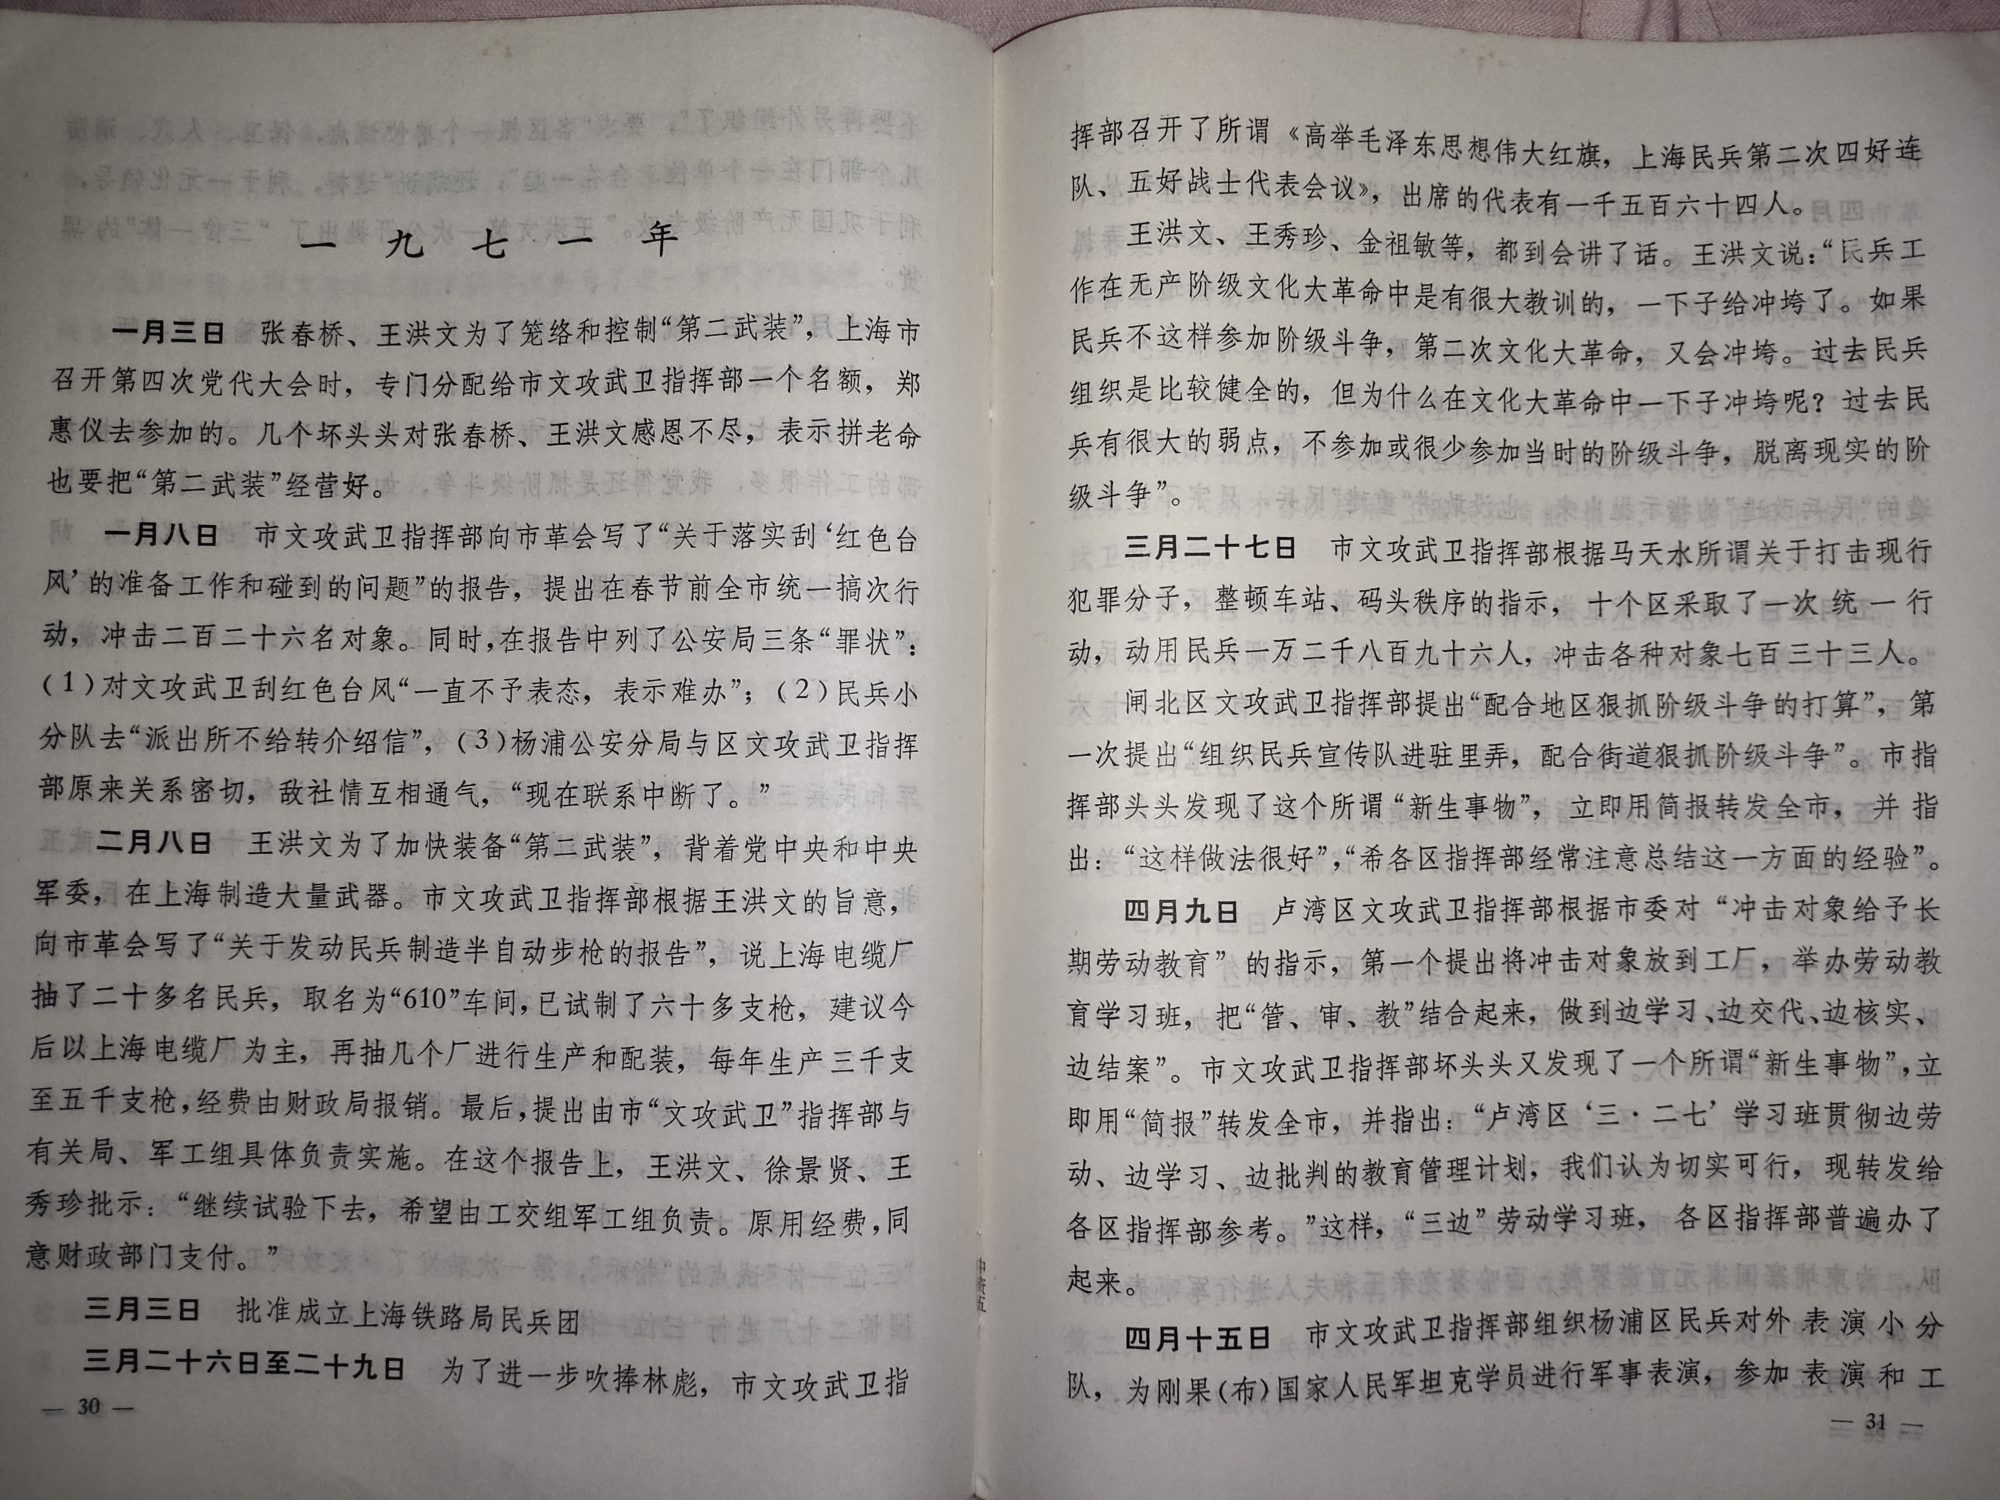 一九七一年
一月三日 张春桥、王洪文为了笼络和控制“第二武装”，上海市
召开第四次党代大会时，专门分配给市文攻武卫指挥部一个名额，郑
惠仪去参加的。几个坏头头对张春桥、王洪文感恩不尽，表示拼老命
也要把“第二武装”经营好。
一月八日 市文攻武卫指挥部向市革会写了“关于落实刮‘红色台
风’的准备工作和碰到的问题”的报告，提出在春节前全市统一搞次行
动，冲击二百二十六名对象。同时，在报告中列了公安局三条“罪状”：
(1)对文攻武卫刮红色台风“一直不予表态，表示难办”；(2)民兵小
分队去“派出所不给转介绍信”，(3)杨浦公安分局与区文攻武卫指挥
部原来关系密切，敌社情互相通气，“现在联系中断了。”
二月八日 王洪文为了加快装备“第二武装”，背着党中央和中央
军委，在上海制造大量武器。市文攻武卫指挥部根据王洪文的旨意，
向市革会写了“关于发动民兵制造半自动步枪的报告”，说上海电缆厂
抽了二十多名民兵，取名为“610”车间，已试制了六十多支枪，建议今
后以上海电缆厂为主，再抽几个厂进行生产和配装，每年生产三千支
至五千支枪，经费由财政局报销。最后，提出由市“文攻武卫”指挥部与
有关局、军工组具体负责实施。在这个报告上，王洪文、徐景贤、王
秀珍批示：“继续试验下去，希望由工交组军工组负责。原用经费，同
意财政部门支付。”
三月三日 批准成立上海铁路局民兵团
三月二十六日至二十九日 为了进一步吹捧林彪，市文攻武卫指
— 30 —
挥部召开了所谓《高举毛泽东思想伟大红旗，上海民兵第二次四好连
队、五好战士代表会议》，出席的代表有一千五百六十四人。
王洪文、王秀珍、金祖敏等，都到会讲了话。王洪文说：“民兵工
作在无产阶级文化大革命中是有很大教训的，一下子给冲垮了。如果
民兵不这样参加阶级斗争，第二次文化大革命，又会冲垮。过去民兵
组织是比较健全的，但为什么在文化大革命中一下子冲垮呢？过去民
兵有很大的弱点，不参加或很少参加当时的阶级斗争，脱离现实的阶
级斗争”。
三月二十七日 市文攻武卫指挥部根据马天水所谓关于打击现行
犯罪分子，整顿车站、码头秩序的指示，十个区采取了一次统一行
动，动用民兵一万二千八百九十六人，冲击各种对象七百三十三人。
闸北区文攻武卫指挥部提出“配合地区狠抓阶级斗争的打算”，第
一次提出“组织民兵宣传队进驻里弄，配合街道狠抓阶级斗争”。市指
挥部头头发现了这个所谓“新生事物”，立即用简报转发全市，并指
出：“这样做法很好”，“希各区指挥部经常注意总结这一方面的经验”。
四月九日 卢湾区文攻武卫指挥部根据市委对“冲击对象给予长
期劳动教育”的指示，第一个提出将冲击对象放到工厂，举办劳动教
育学习班，把“管、审、教”结合起来，做到边学习、边交代、边核实、
边结案”。市文攻武卫指挥部坏头头又发现了一个所谓“新生事物”，立
即用“简报”转发全市，并指出：“卢湾区‘三·二七’学习班贯彻边劳
动、边学习、边批判的教育管理计划，我们认为切实可行，现转发给
各区指挥部参考。”这样，“三边”劳动学习班，各区指挥部普遍办了
起来。
四月十五日 市文攻武卫指挥部组织杨浦区民兵对外表演小分
队，为刚果(布)国家人民军坦克学员进行军事表演，参加表演和工
— 31 —